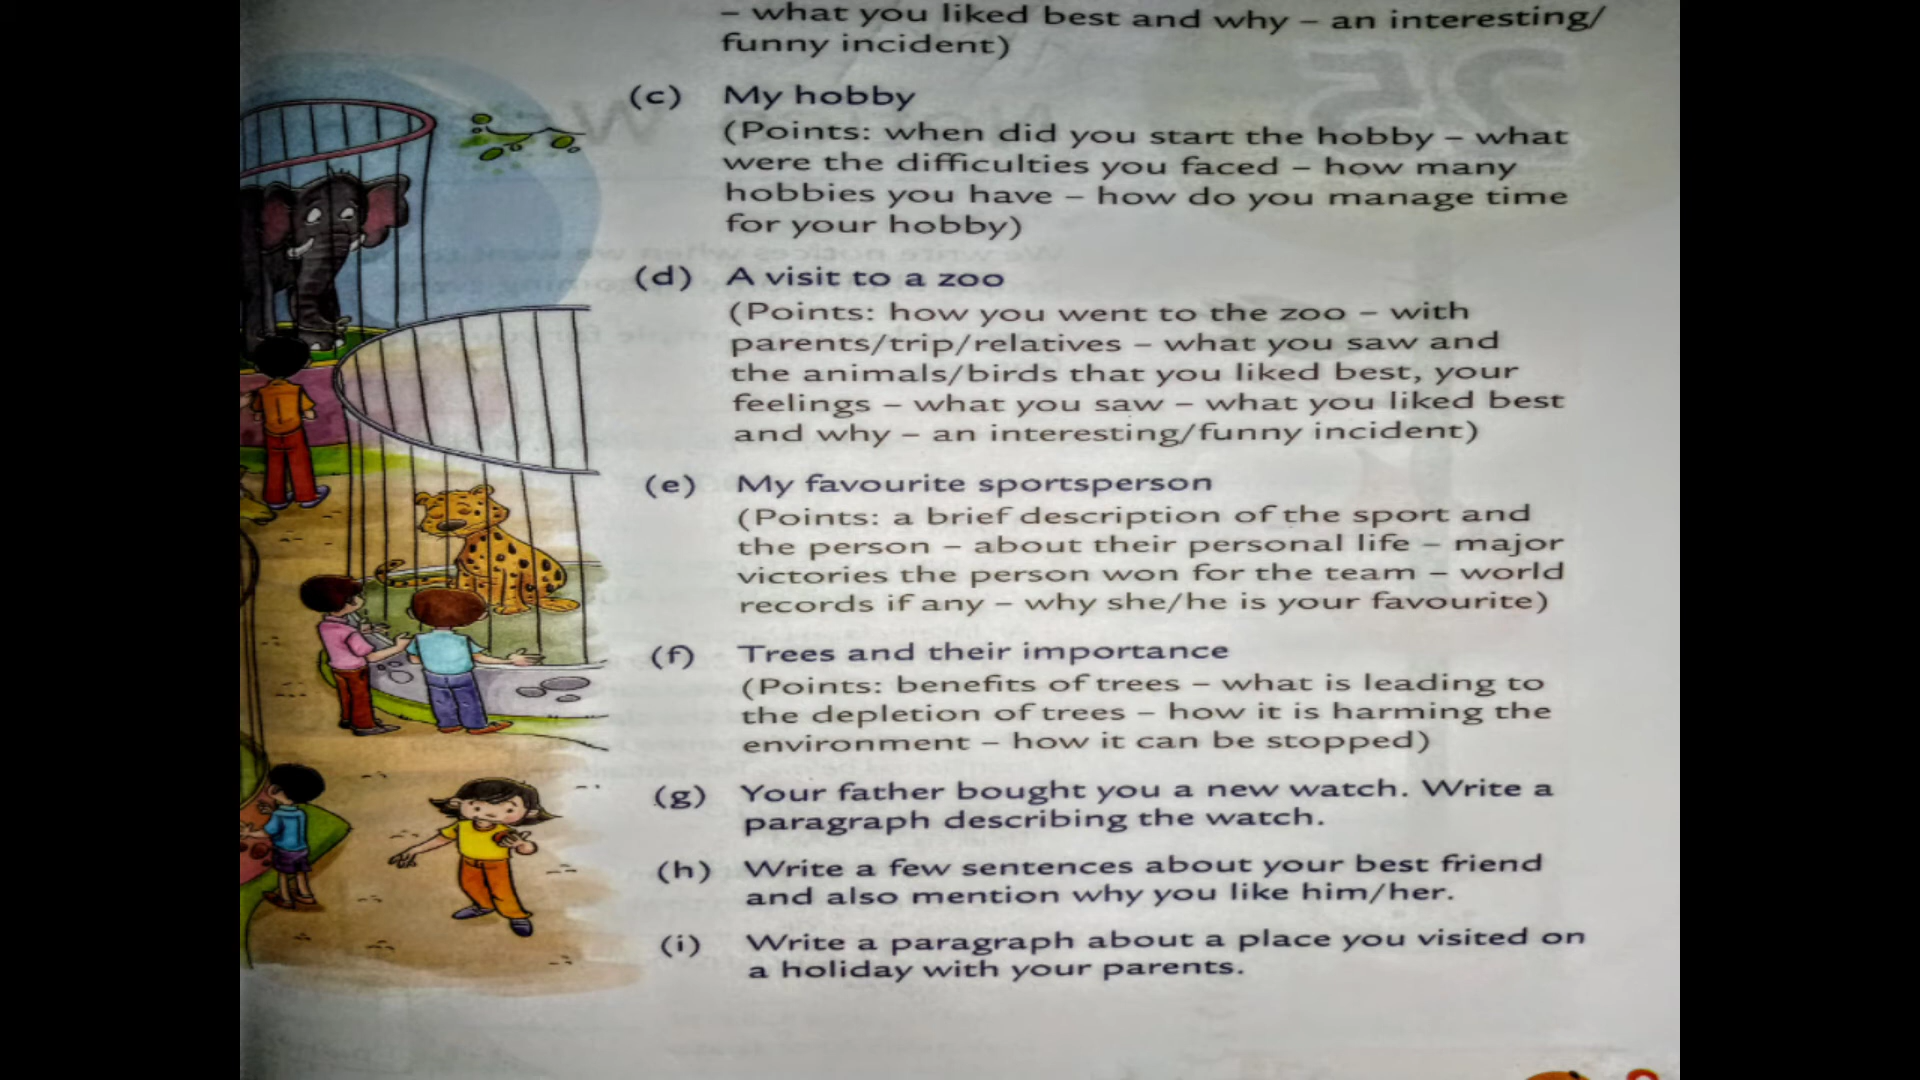 – what you liked best and why – an interesting/
funny incident)
(c) My hobby
(Points: when did you start the hobby – what
were the difficulties you faced – how many
hobbies you have – how do you manage time
for your hobby)
(d) A visit to a zoo
(Points: how you went to the zoo – with
parents/trip/relatives – what you saw and
the animals/birds that you liked best, your
feelings – what you saw – what you liked best
and why – an interesting/funny incident)
(e) My favourite sportsperson
(Points: a brief description of the sport and
the person – about their personal life – major
victories the person won for the team – world
records if any – why she/he is your favourite)
(f) Trees and their importance
(Points: benefits of trees – what is leading to
the depletion of trees – how it is harming the
environment – how it can be stopped)
(g) Your father bought you a new watch. Write a
paragraph describing the watch.
(h) Write a few sentences about your best friend
and also mention why you like him/her.
(i) Write a paragraph about a place you visited on
a holiday with your parents.